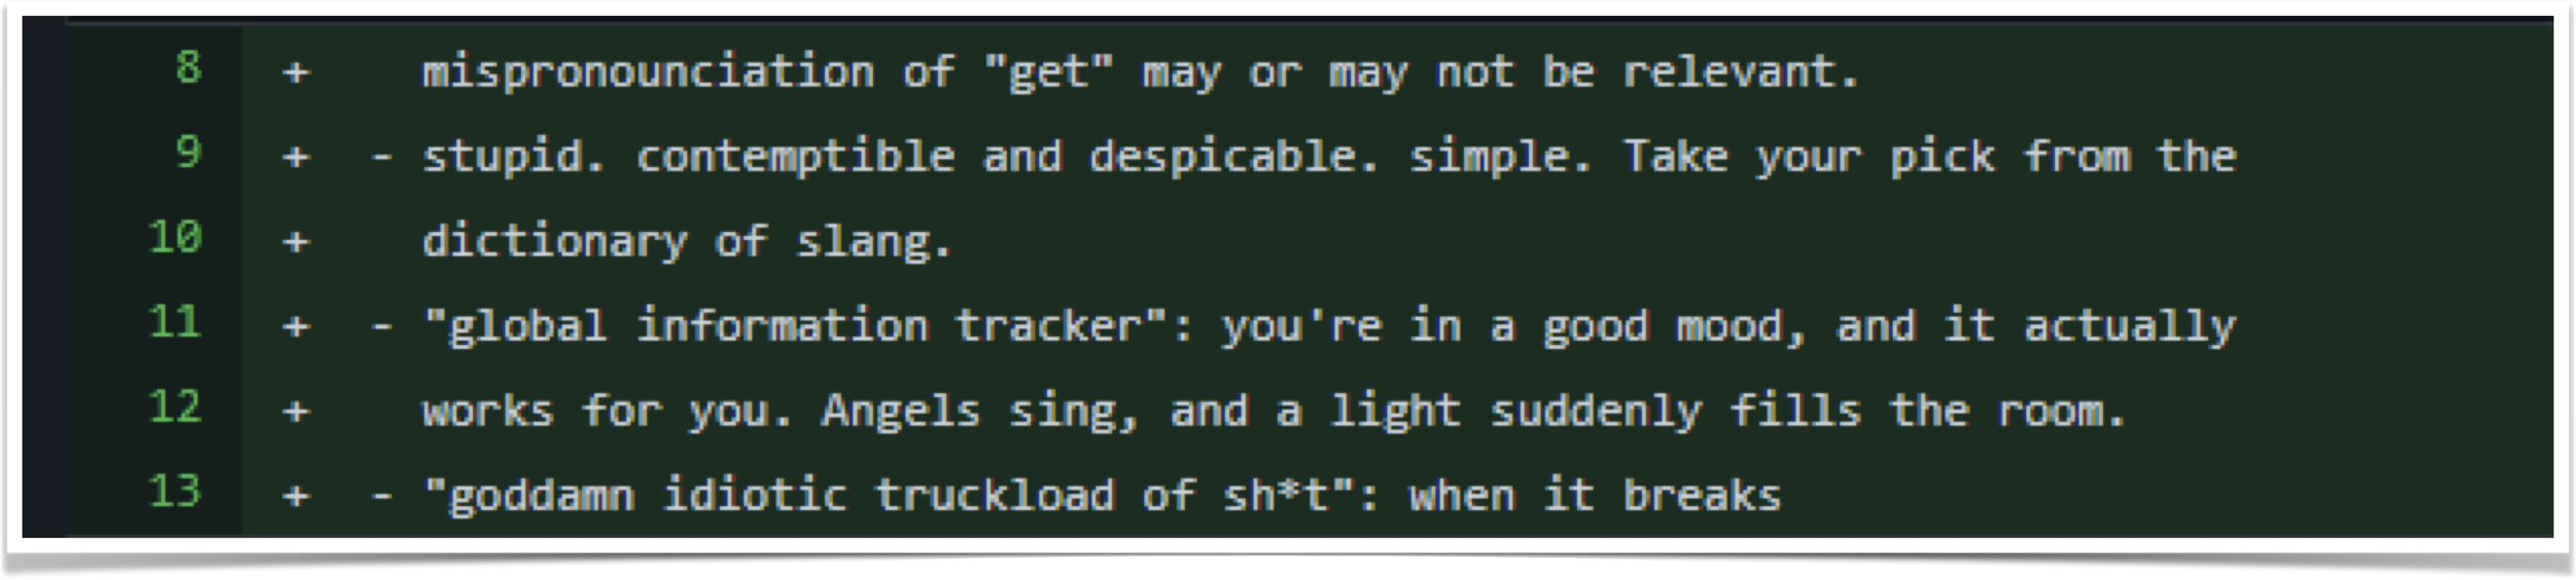 8 + mispronounciation of "get" may or may not be relevant.
9 + - stupid. contemptible and despicable. simple. Take your pick from the
10 + dictionary of slang.
11 + - "global information tracker": you're in a good mood, and it actually
12 + works for you. Angels sing, and a light suddenly fills the room.
13 + - "goddamn idiotic truckload of sh*t": when it breaks